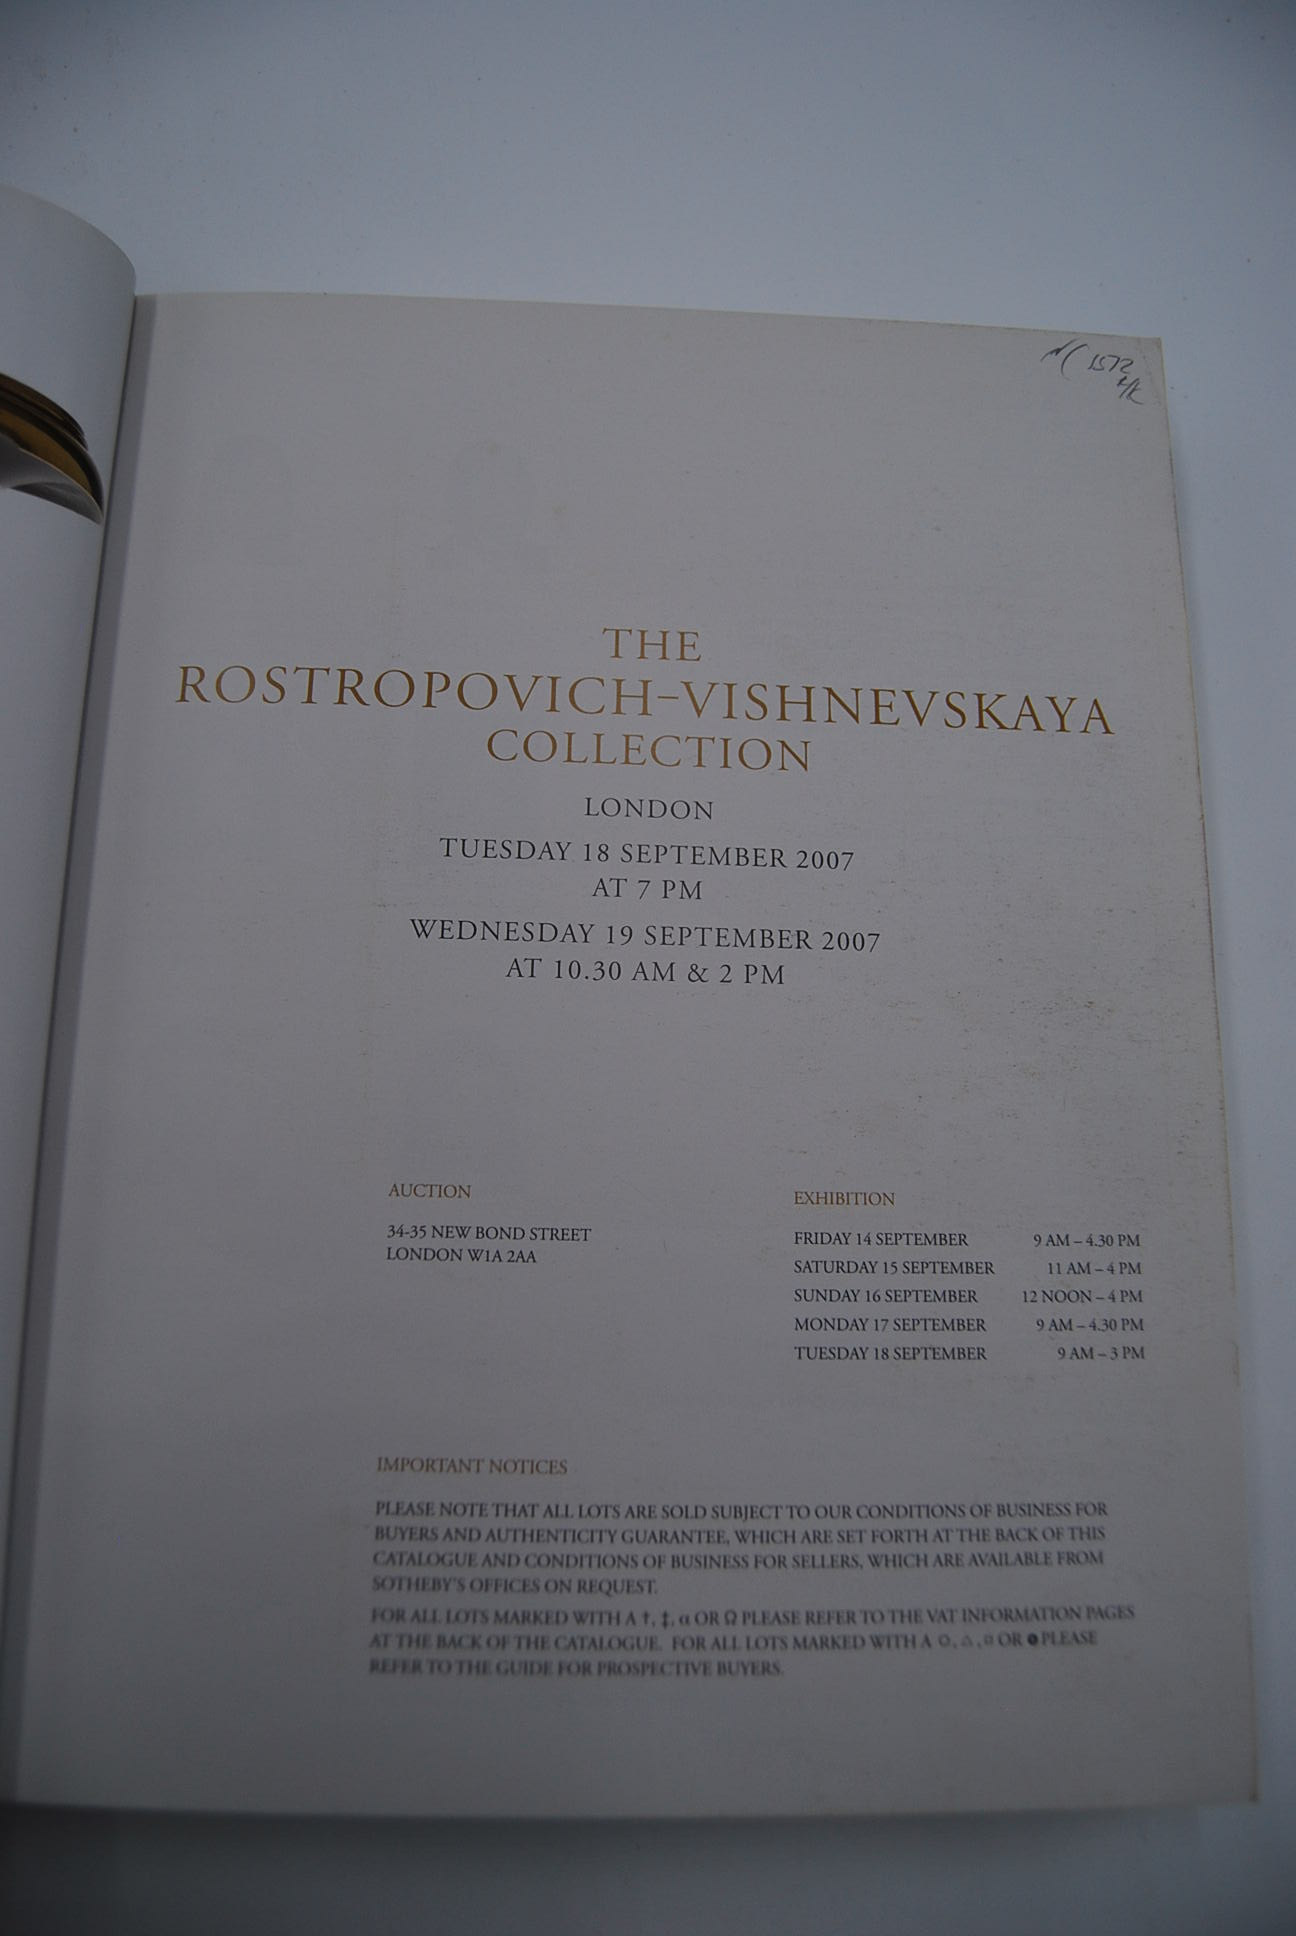 1572
THE
ROSTROPOVICH–VISHNEVSKAYA
COLLECTION
LONDON
TUESDAY 18 SEPTEMBER 2007
AT 7 PM
WEDNESDAY 19 SEPTEMBER 2007
AT 10.30 AM & 2 PM
AUCTION
34-35 NEW BOND STREET
LONDON W1A 2AA
EXHIBITION
FRIDAY 14 SEPTEMBER 9 AM – 4.30 PM
SATURDAY 15 SEPTEMBER 11 AM – 4 PM
SUNDAY 16 SEPTEMBER 12 NOON – 4 PM
MONDAY 17 SEPTEMBER 9 AM – 4.30 PM
TUESDAY 18 SEPTEMBER 9 AM – 3 PM
IMPORTANT NOTICES
PLEASE NOTE THAT ALL LOTS ARE SOLD SUBJECT TO OUR CONDITIONS OF BUSINESS FOR
BUYERS AND AUTHENTICITY GUARANTEE, WHICH ARE SET FORTH AT THE BACK OF THIS
CATALOGUE AND CONDITIONS OF BUSINESS FOR SELLERS, WHICH ARE AVAILABLE FROM
SOTHEBY'S OFFICES ON REQUEST.
FOR ALL LOTS MARKED WITH A †, ‡, α OR Ω PLEASE REFER TO THE VAT INFORMATION PAGES
AT THE BACK OF THE CATALOGUE. FOR ALL LOTS MARKED WITH A OR PLEASE
REFER TO THE GUIDE FOR PROSPECTIVE BUYERS.